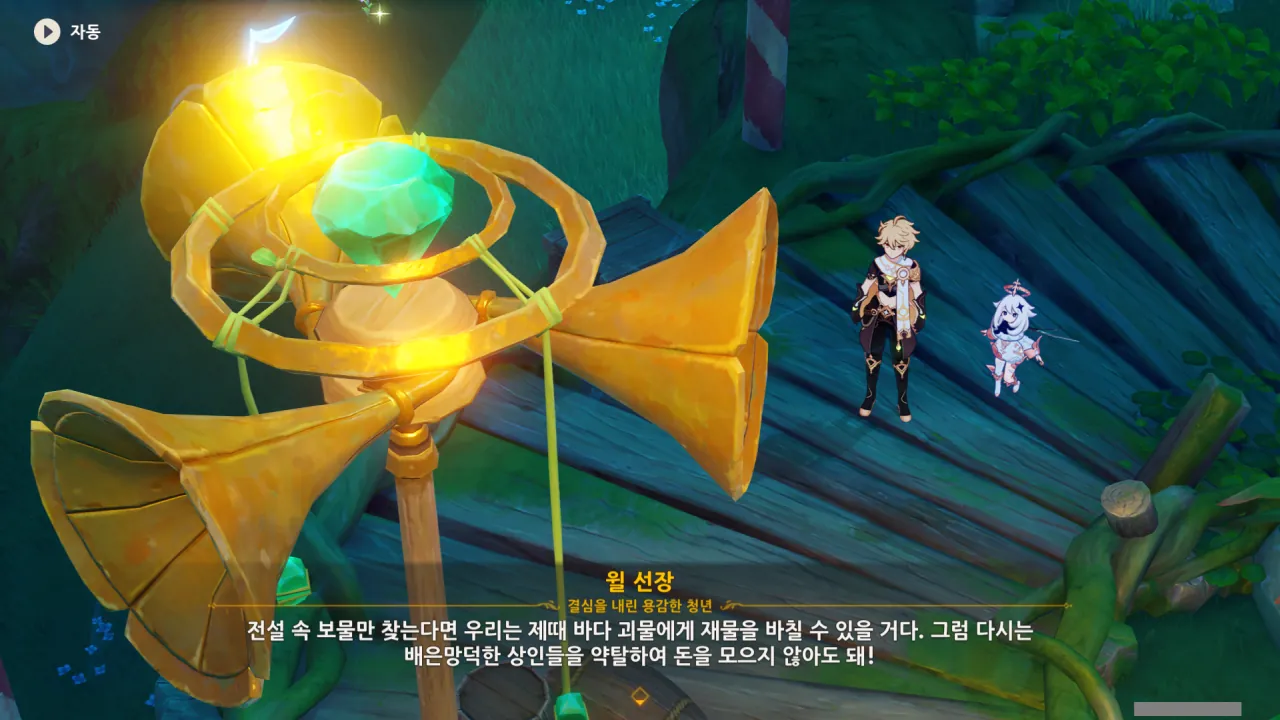 자동
윌 선장
결심을 내린 용감한 청년
전설 속 보물만 찾는다면 우리는 제때 바다 괴물에게 재물을 바칠 수 있을 거다. 그럼 다시는
배은망덕한 상인들을 약탈하여 돈을 모으지 않아도 돼!